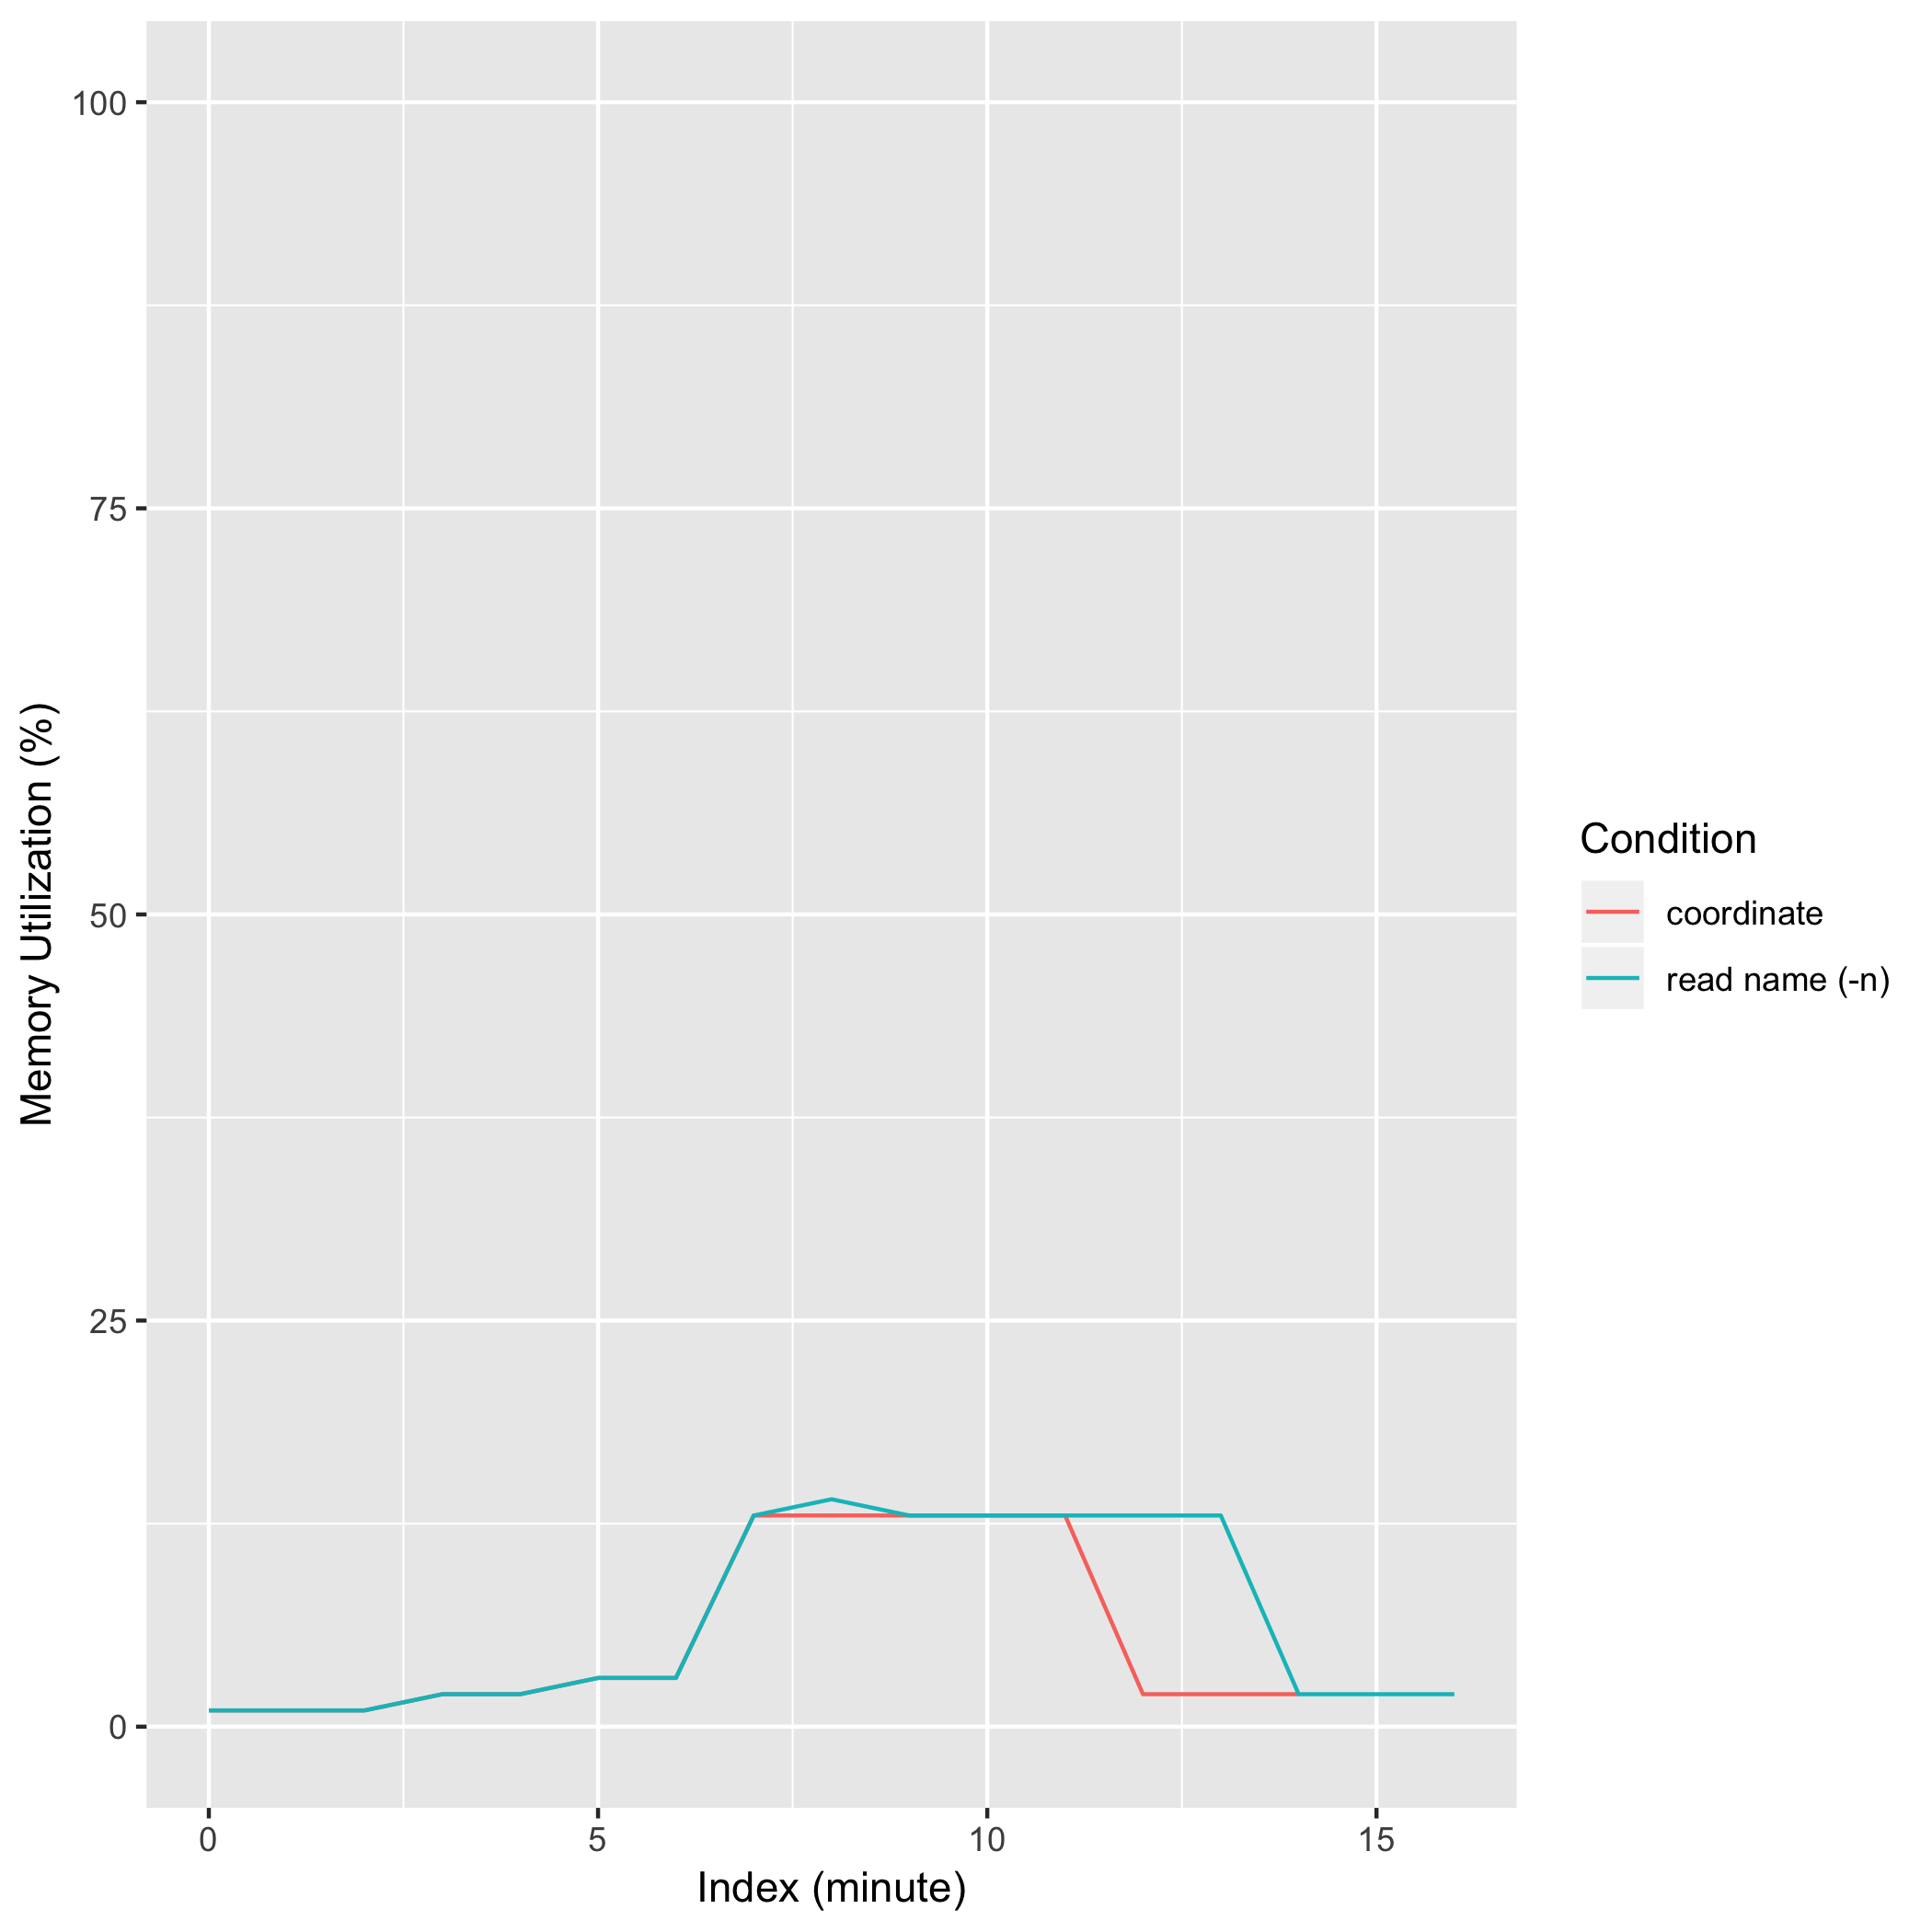 Memory Utilization (%)
100
75
50
25
0
0 5 10 15
Index (minute)
Condition
coordinate
read name (-n)